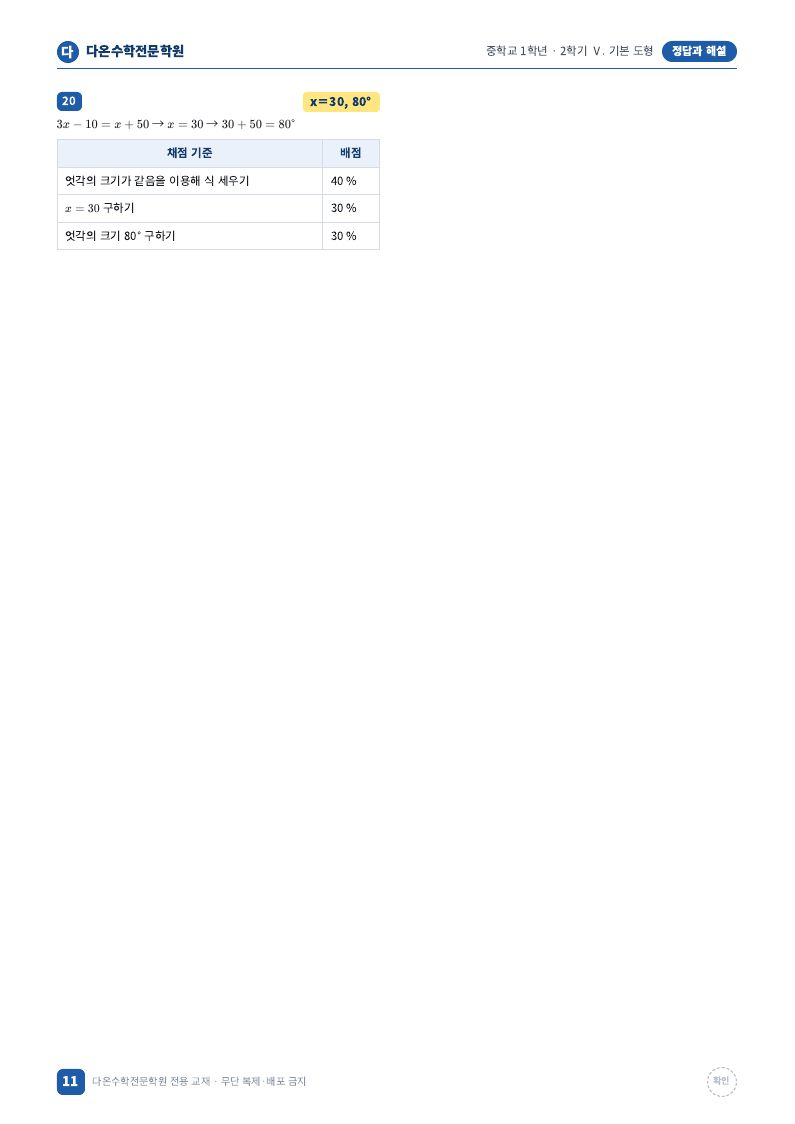 다 다온수학전문학원
중학교 1학년 · 2학기 Ⅴ. 기본 도형 정답과 해설
20 x=30, 80°
3x − 10 = x + 50 → x = 30 → 30 + 50 = 80°
채점 기준 배점
엇각의 크기가 같음을 이용해 식 세우기 40 %
x = 30 구하기 30 %
엇각의 크기 80° 구하기 30 %
11 다온수학전문학원 전용 교재 · 무단 복제·배포 금지
확인